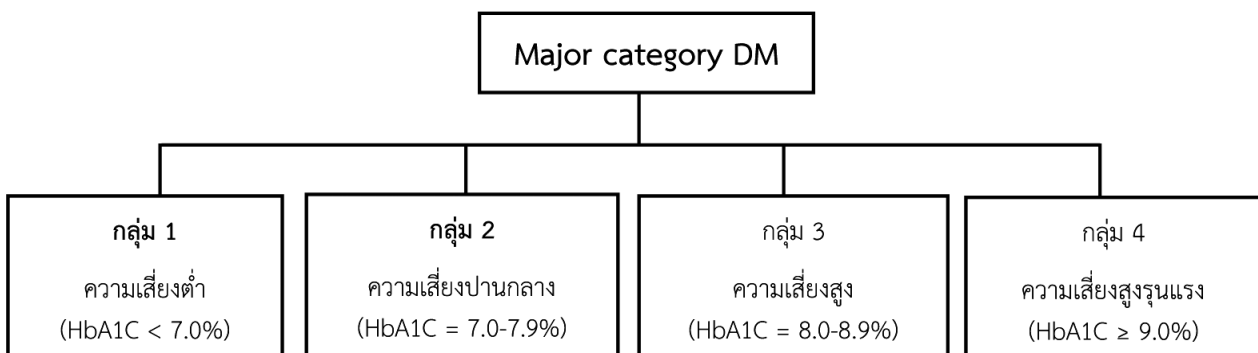 Major category DM
กลุ่ม 1
ความเสี่ยงต่ำ
(HbA1C < 7.0%)
กลุ่ม 2
ความเสี่ยงปานกลาง
(HbA1C = 7.0-7.9%)
กลุ่ม 3
ความเสี่ยงสูง
(HbA1C = 8.0-8.9%)
กลุ่ม 4
ความเสี่ยงสูงรุนแรง
(HbA1C ≥ 9.0%)